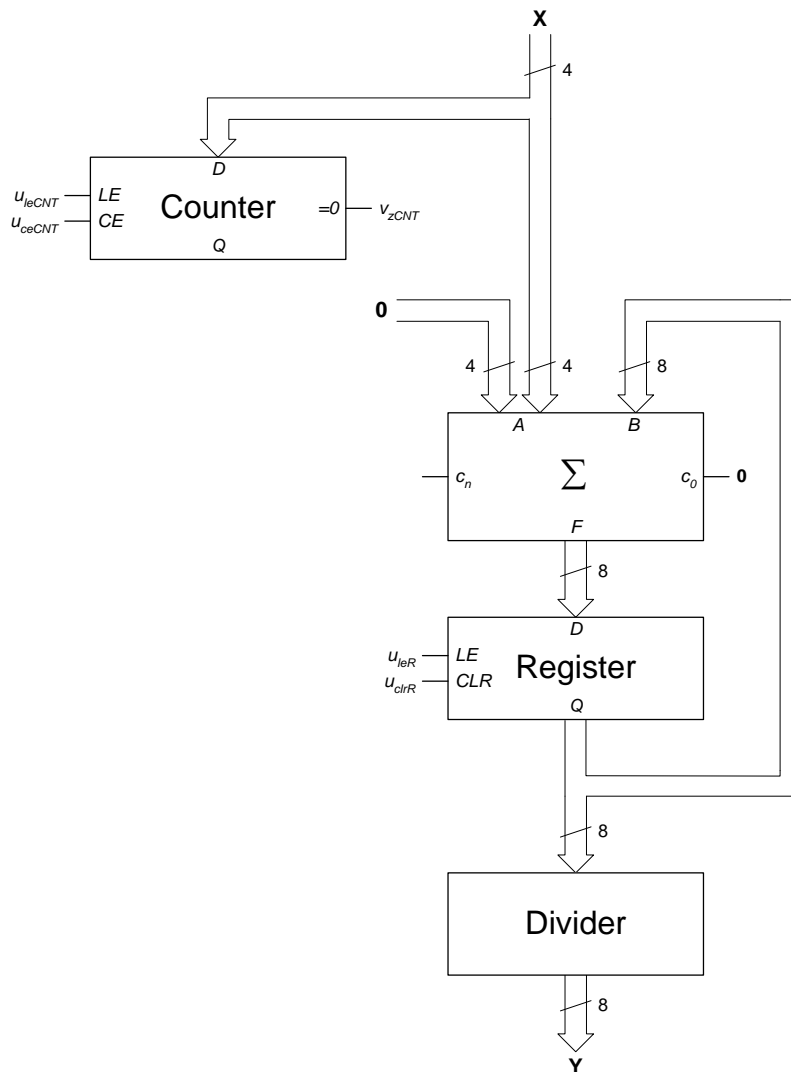 X
4
D
u_leCNT LE Counter =0 v_zCNT
u_ceCNT CE
Q
0
4 4 8
A B
c_n Σ c_0 0
F
8
D
u_leR LE Register
u_clrR CLR
Q
8
Divider
8
Y